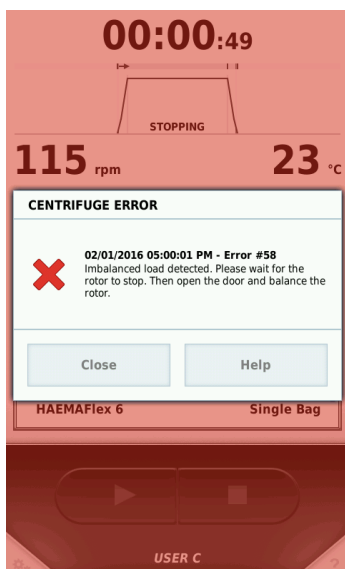 00:00:49
STOPPING
115 rpm
23 °C
CENTRIFUGE ERROR
02/01/2016 05:00:01 PM - Error #58
Imbalanced load detected. Please wait for the
rotor to stop. Then open the door and balance the
rotor.
Close
Help
HAEMAFlex 6
Single Bag
USER C
?